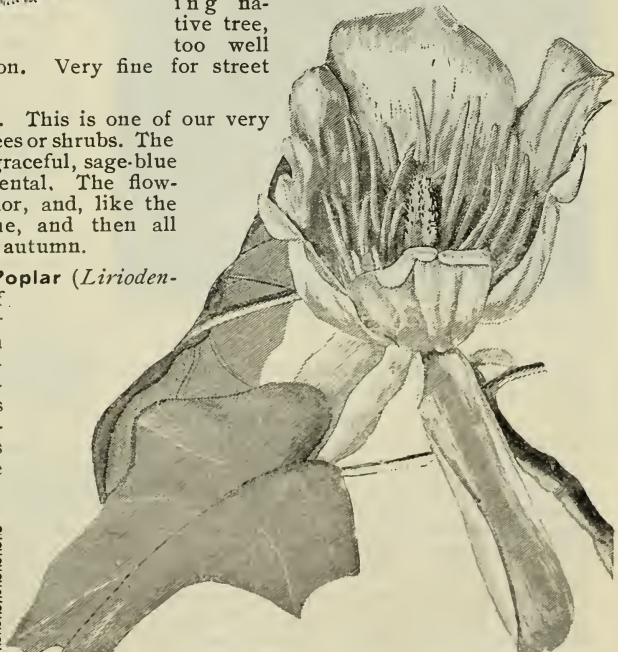 ing na-
tive tree,
too well
on. Very fine for street
. This is one of our very
ees or shrubs. The
graceful, sage-blue
ental. The flow-
or, and, like the
ne, and then all
autumn.
Poplar (Lirioden-